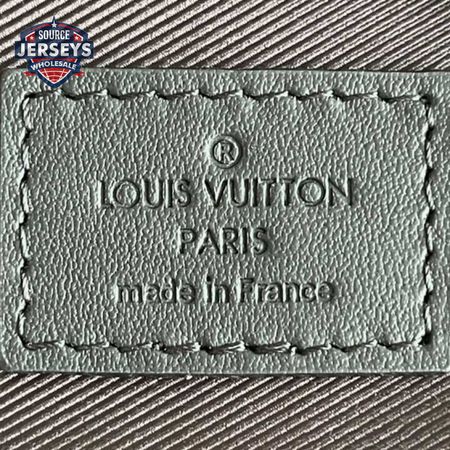 SOURCE
JERSEYS
WHOLESALE
®
LOUIS VUITTON
PARIS
made in France